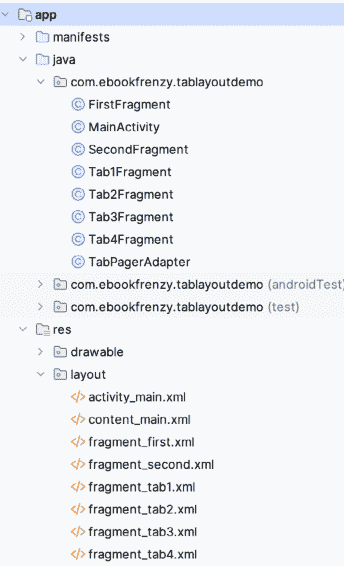 app
manifests
java
com.ebookfrenzy.tablayoutdemo
FirstFragment
MainActivity
SecondFragment
Tab1Fragment
Tab2Fragment
Tab3Fragment
Tab4Fragment
TabPagerAdapter
com.ebookfrenzy.tablayoutdemo (androidTest)
com.ebookfrenzy.tablayoutdemo (test)
res
drawable
layout
activity_main.xml
content_main.xml
fragment_first.xml
fragment_second.xml
fragment_tab1.xml
fragment_tab2.xml
fragment_tab3.xml
fragment_tab4.xml